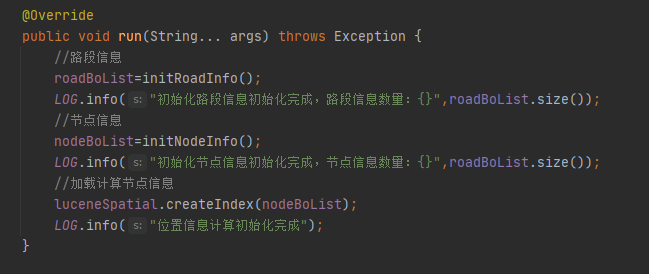 @Override
public void run(String... args) throws Exception {
//路段信息
roadBoList=initRoadInfo();
LOG.info( s: "初始化路段信息初始化完成，路段信息数量：{}",roadBoList.size());
//节点信息
nodeBoList=initNodeInfo();
LOG.info( s: "初始化节点信息初始化完成，节点信息数量：{}",roadBoList.size());
//加载计算节点信息
luceneSpatial.createIndex(nodeBoList);
LOG.info( s: "位置信息计算初始化完成");
}